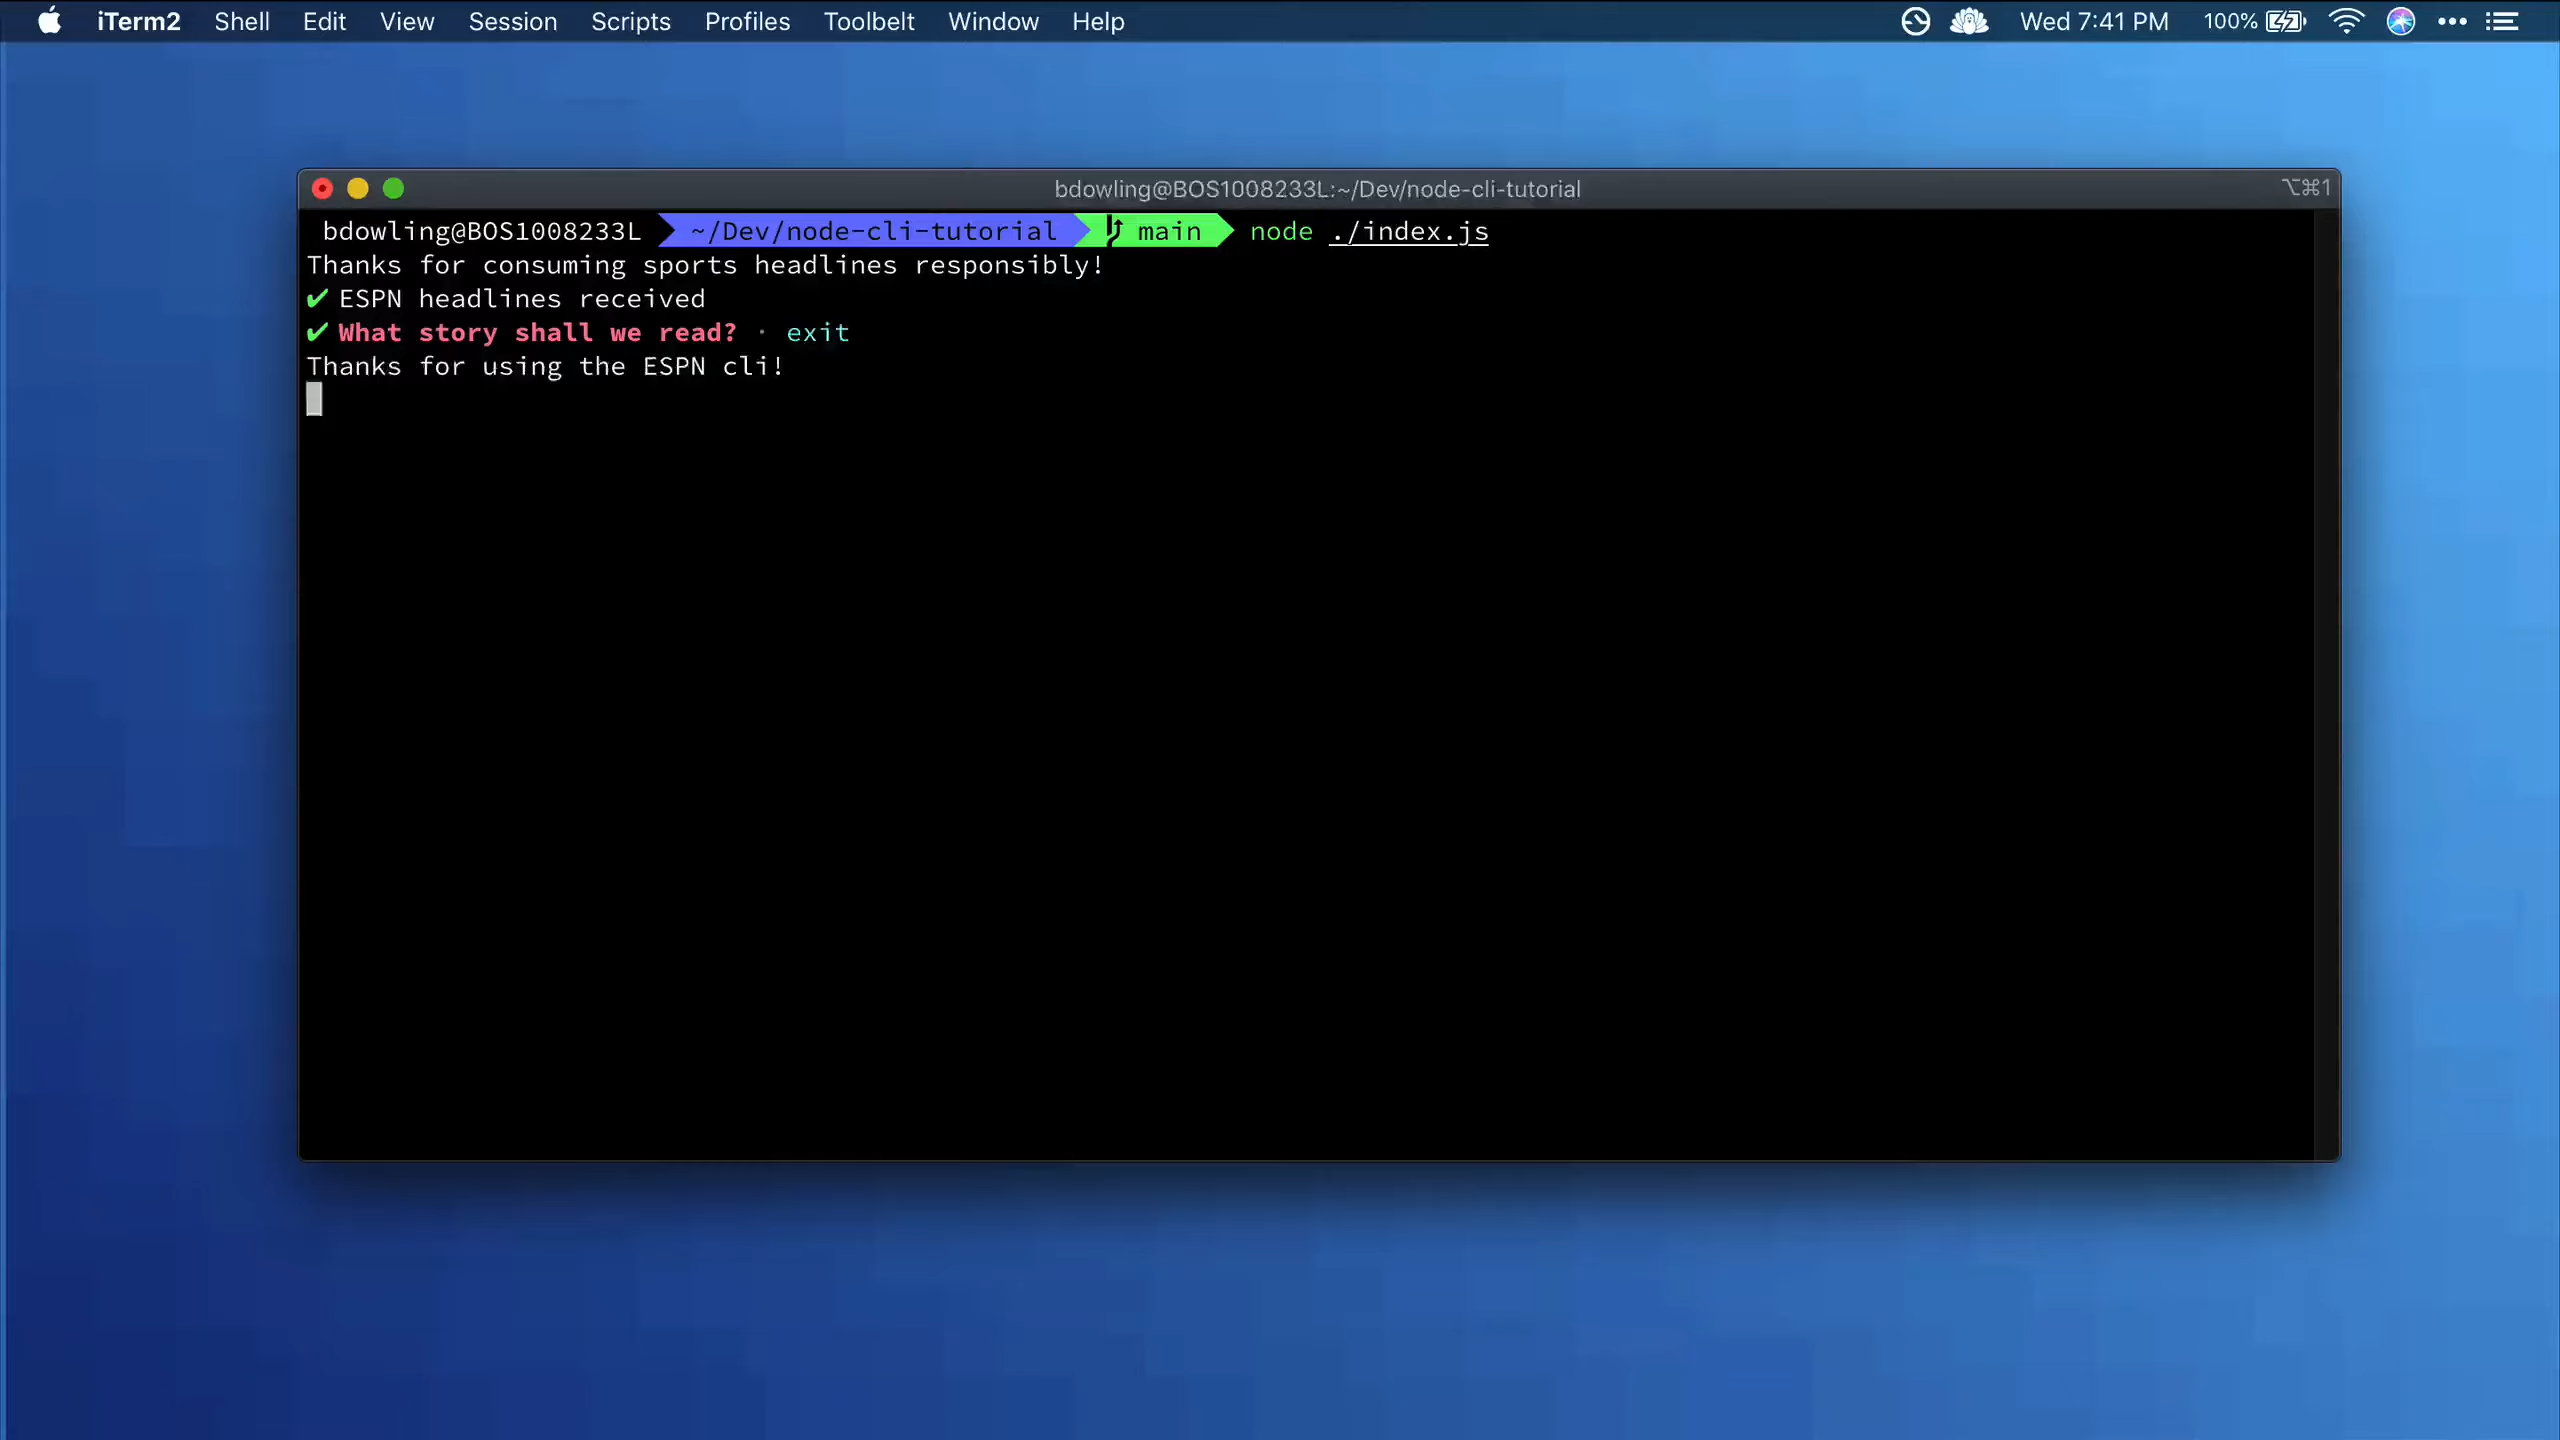 iTerm2 Shell Edit View Session Scripts Profiles Toolbelt Window Help Wed 7:41 PM 100%
bdowling@BOS1008233L:~/Dev/node-cli-tutorial ⌥⌘1
bdowling@BOS1008233L ~/Dev/node-cli-tutorial main node ./index.js
Thanks for consuming sports headlines responsibly!
✔ ESPN headlines received
✔ What story shall we read? · exit
Thanks for using the ESPN cli!